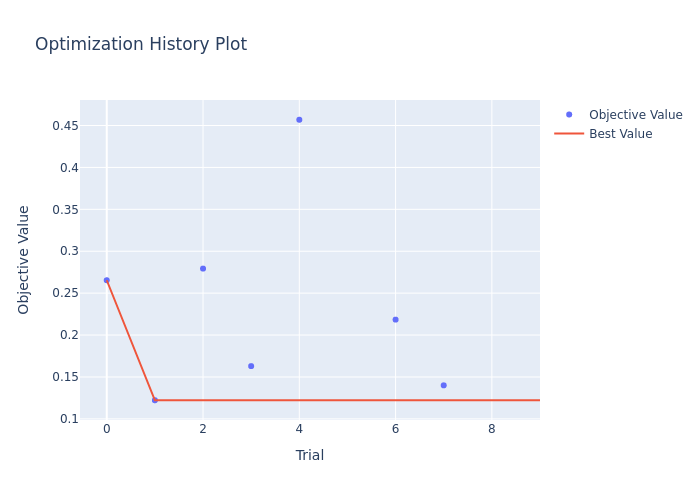 Optimization History Plot
Objective Value
Best Value
0.45
0.4
0.35
0.3
0.25
0.2
0.15
0.1
Objective Value
0 2 4 6 8
Trial